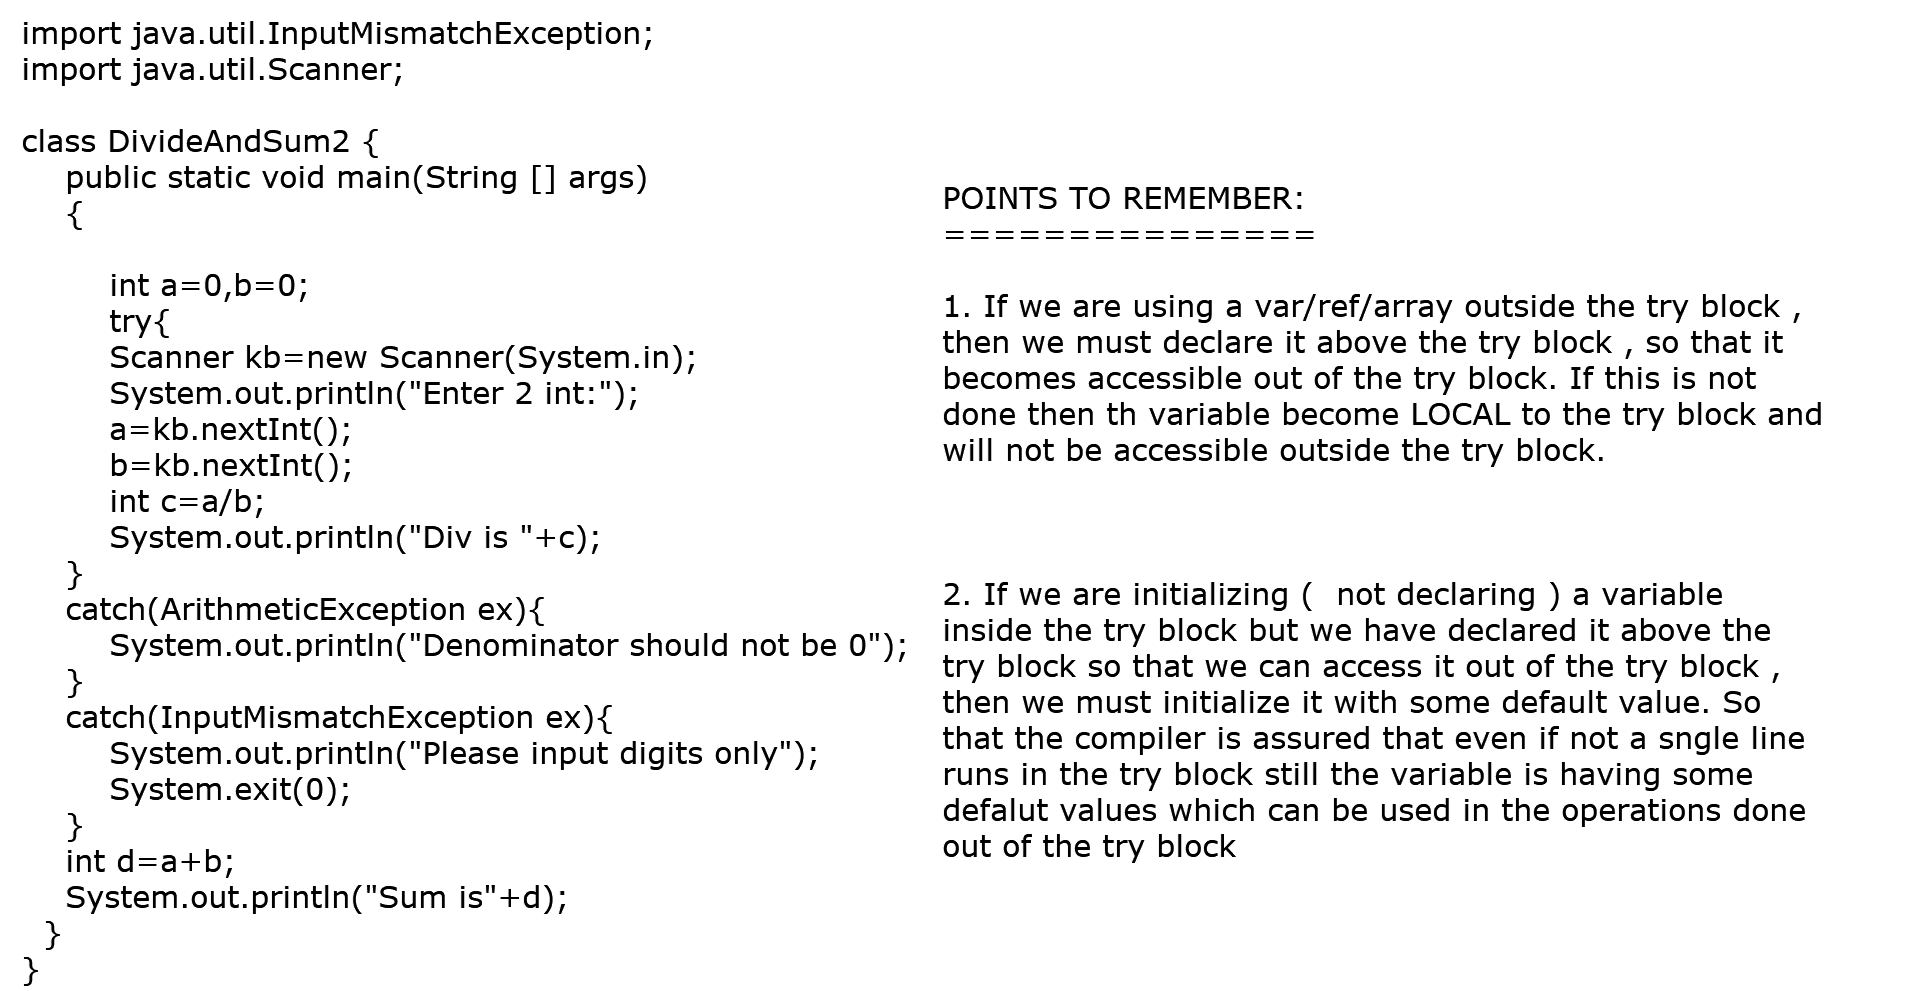 import java.util.InputMismatchException;
import java.util.Scanner;
class DivideAndSum2 {
public static void main(String [] args)
{
int a=0,b=0;
try{
Scanner kb=new Scanner(System.in);
System.out.println("Enter 2 int:");
a=kb.nextInt();
b=kb.nextInt();
int c=a/b;
System.out.println("Div is "+c);
}
catch(ArithmeticException ex){
System.out.println("Denominator should not be 0");
}
catch(InputMismatchException ex){
System.out.println("Please input digits only");
System.exit(0);
}
int d=a+b;
System.out.println("Sum is"+d);
}
}
POINTS TO REMEMBER:
===============
1. If we are using a var/ref/array outside the try block ,
then we must declare it above the try block , so that it
becomes accessible out of the try block. If this is not
done then th variable become LOCAL to the try block and
will not be accessible outside the try block.
2. If we are initializing (  not declaring ) a variable
inside the try block but we have declared it above the
try block so that we can access it out of the try block ,
then we must initialize it with some default value. So
that the compiler is assured that even if not a sngle line
runs in the try block still the variable is having some
defalut values which can be used in the operations done
out of the try block